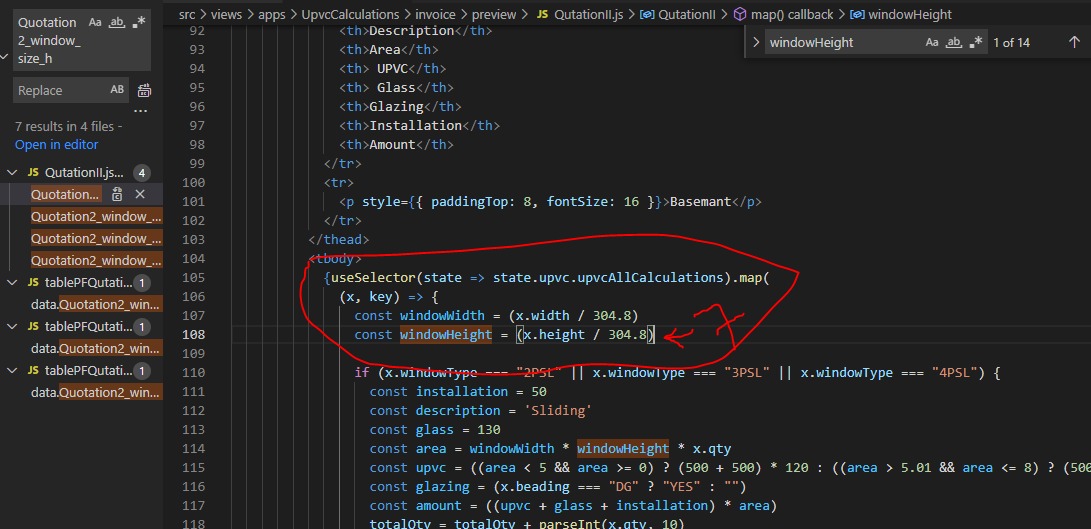 Quotation
2_window_
size_h
Aa ab .*
Replace
AB
...
7 results in 4 files -
Open in editor
JS QutationII.js... 4
Quotation...
Quotation2_window_...
Quotation2_window_...
Quotation2_window_...
tablePFQutati... 1
data.Quotation2_win...
JS tablePFQutati... 1
data.Quotation2_win...
JS tablePFQutati... 1
data.Quotation2_win...
src > views > apps > UpvcCalculations > invoice > preview > JS QutationII.js > QutationII > map() callback > windowHeight
> windowHeight Aa ab .* 1 of 14
92 <th>Description</th>
93 <th>Area</th>
94 <th> UPVC</th>
95 <th> Glass</th>
96 <th>Glazing</th>
97 <th>Installation</th>
98 <th>Amount</th>
99 </tr>
100 <tr>
101 <p style={{ paddingTop: 8, fontSize: 16 }}>Basemant</p>
102 </tr>
103 </thead>
104 <tbody>
105 {useSelector(state => state.upvc.upvcAllCalculations).map(
106 (x, key) => {
107 const windowWidth = (x.width / 304.8)
108 const windowHeight = (x.height / 304.8)
109
110 if (x.windowType === "2PSL" || x.windowType === "3PSL" || x.windowType === "4PSL") {
111 const installation = 50
112 const description = 'Sliding'
113 const glass = 130
114 const area = windowWidth * windowHeight * x.qty
115 const upvc = ((area < 5 && area >= 0) ? (500 + 500) * 120 : ((area > 5.01 && area <= 8) ? (500
116 const glazing = (x.beading === "DG" ? "YES" : "")
117 const amount = ((upvc + glass + installation) * area)
118 totalQty = totalQty + parseInt(x.qty, 10)